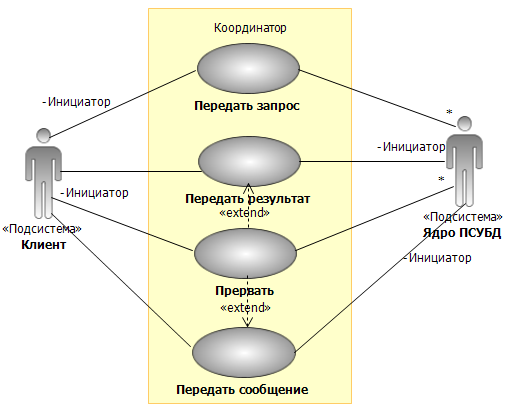 Координатор
-Инициатор
Передать запрос
*
-Инициатор
*
-Инициатор
Передать результат
«extend»
«Подсистема»
Клиент
«Подсистема»
Ядро ПСУБД
-Инициатор
Прервать
«extend»
Передать сообщение